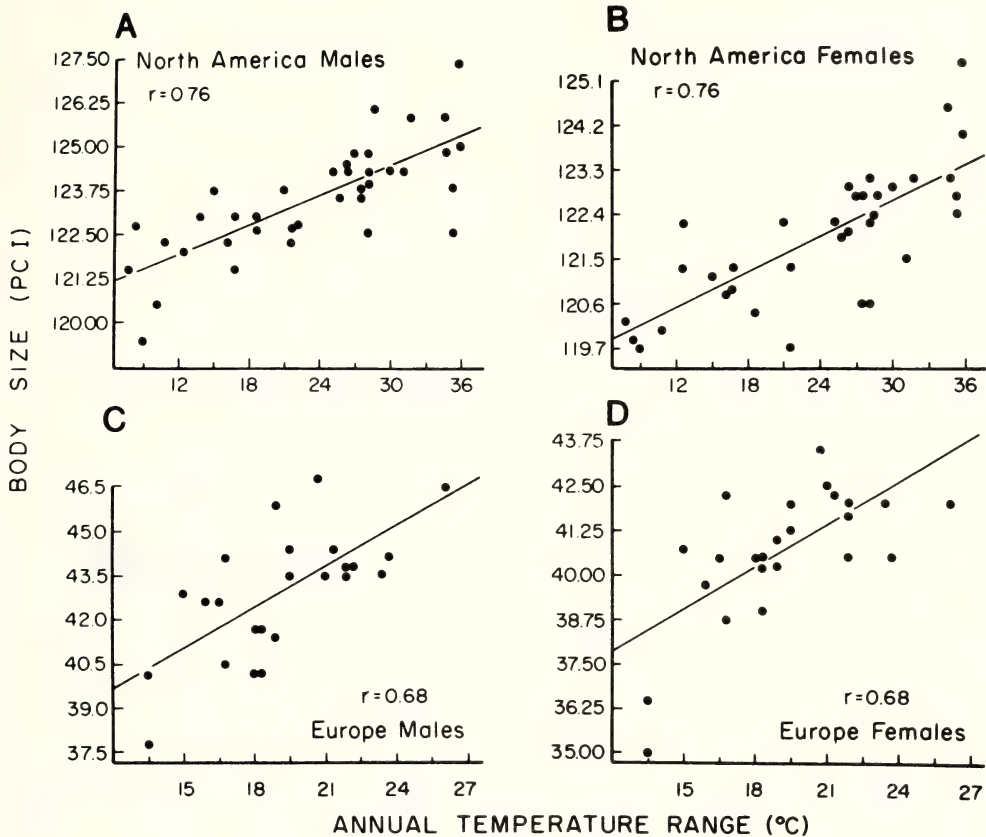 A
North America Males
r=0.76
127.50
126.25
125.00
123.75
122.50
121.25
120.00
12 18 24 30 36
B
North America Females
r=0.76
125.1
124.2
123.3
122.4
121.5
120.6
119.7
12 18 24 30 36
BODY SIZE (PC I)
C
46.5
45.0
43.5
42.0
40.5
39.0
37.5
r=0.68
Europe Males
15 18 21 24 27
D
43.75
42.50
41.25
40.00
38.75
37.50
36.25
35.00
r=0.68
Europe Females
15 18 21 24 27
ANNUAL TEMPERATURE RANGE (°C)